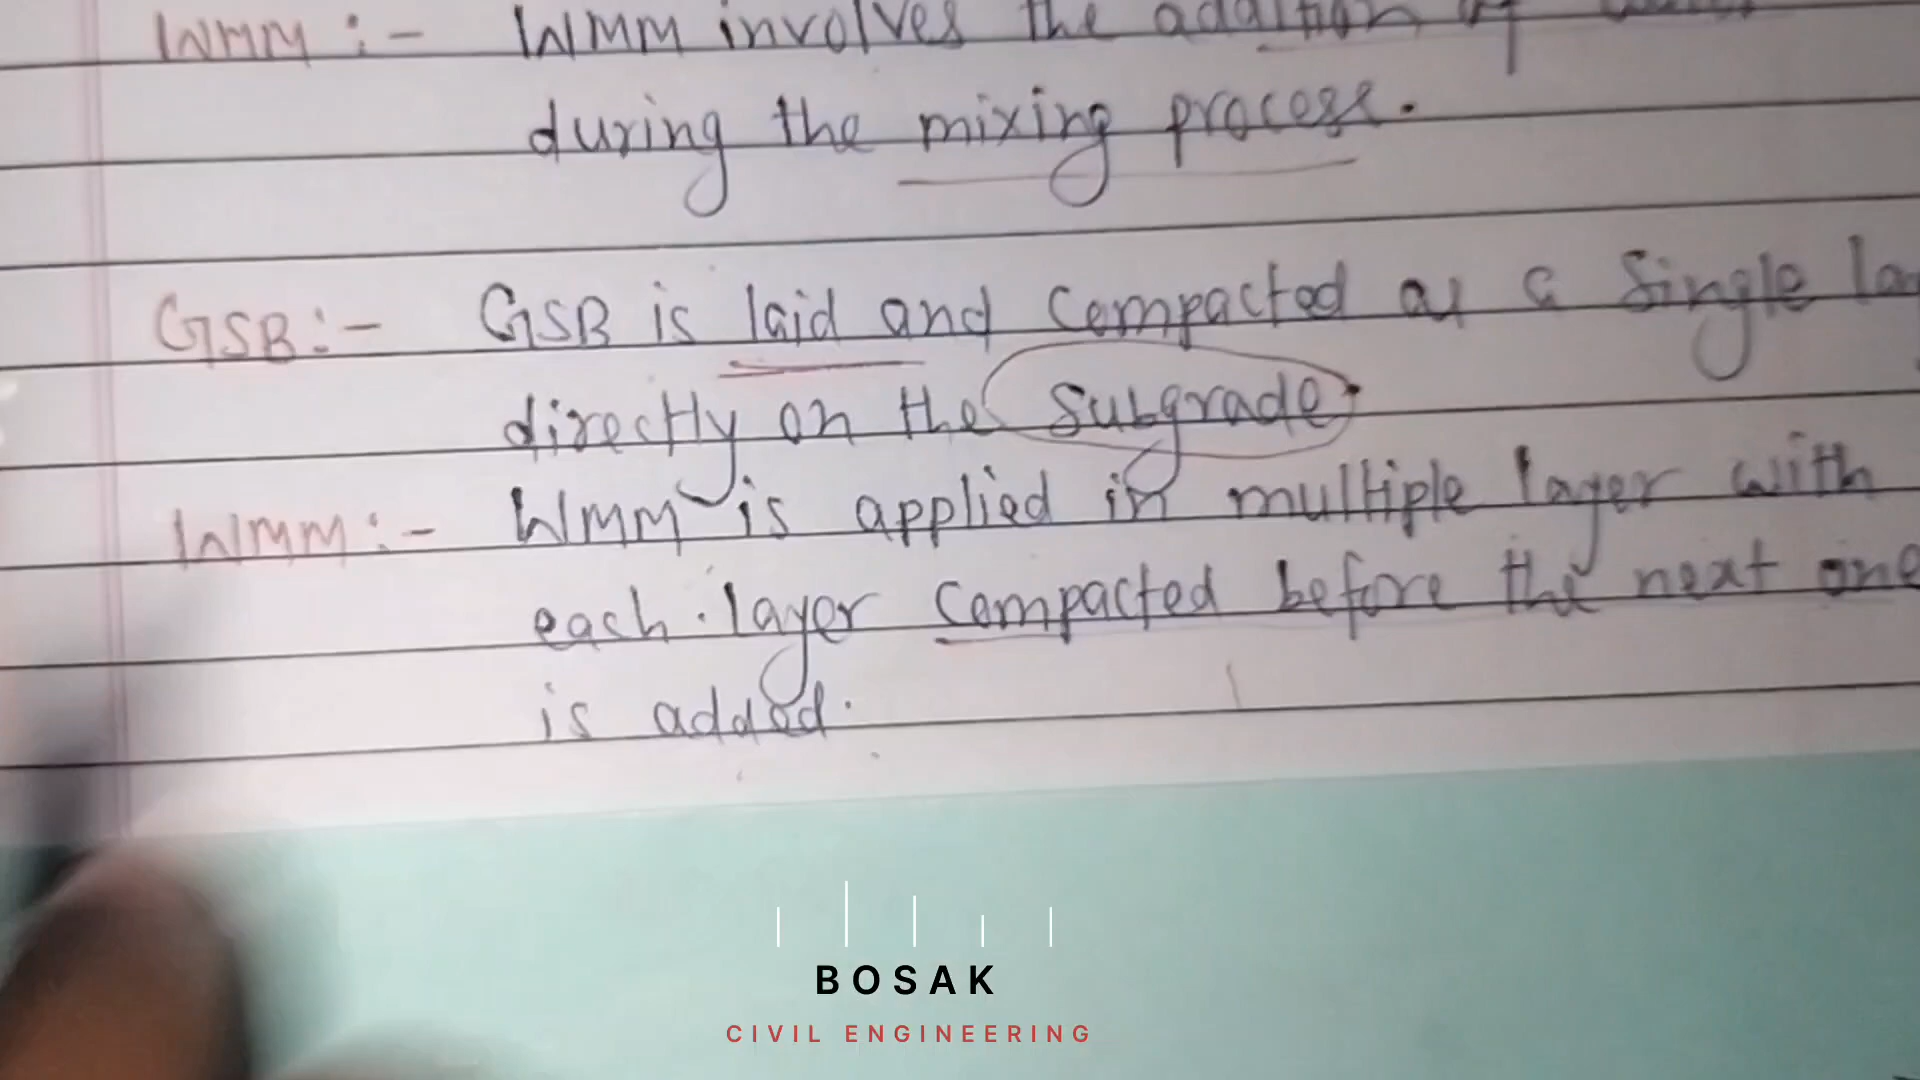 WMM :- WMM involves the addition of
during the mixing process.
GSB :- GSB is laid and compacted as a single
directly on the subgrade.
WMM :- WMM is applied in multiple layer with
each layer compacted before the next one
is added.
BOSAK
CIVIL ENGINEERING